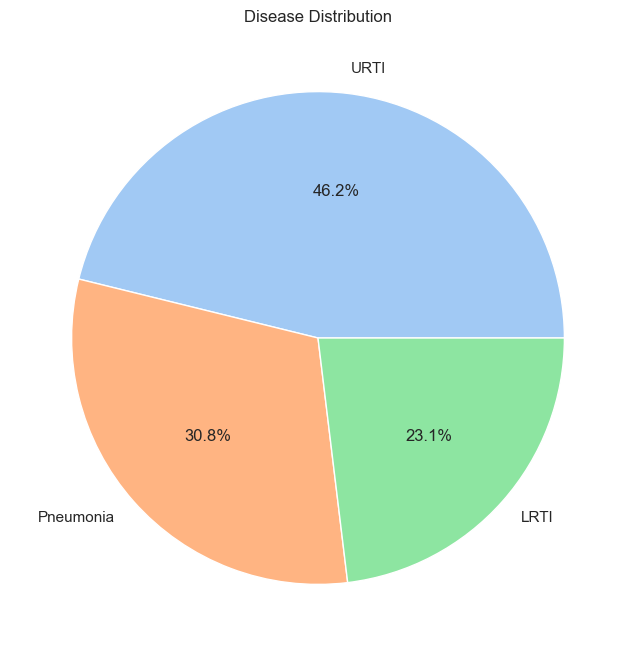 Disease Distribution
URTI
46.2%
30.8%
23.1%
Pneumonia
LRTI